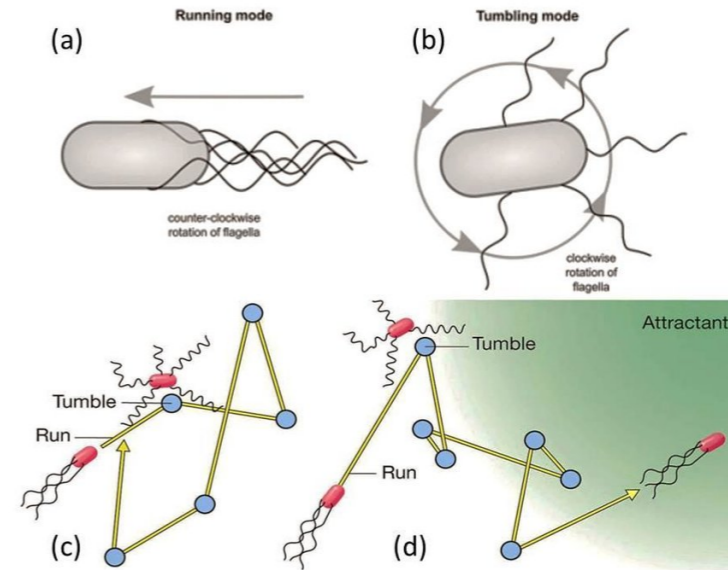 (a)
Running mode
counter-clockwise
rotation of flagella
(b)
Tumbling mode
clockwise
rotation of
flagella
Tumble
Run
(c)
Attractant
Tumble
Run
(d)